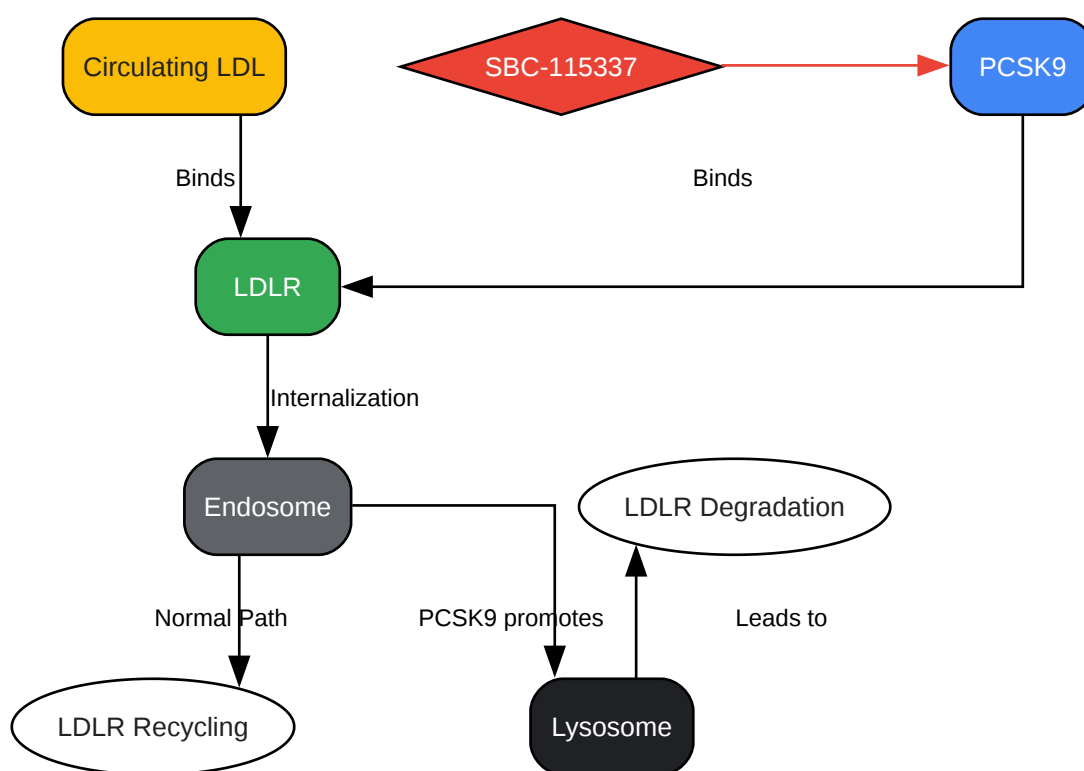 Circulating LDL
SBC-115337
PCSK9
Binds
Binds
LDLR
Internalization
Endosome
LDLR Degradation
Normal Path
PCSK9 promotes
Leads to
LDLR Recycling
Lysosome